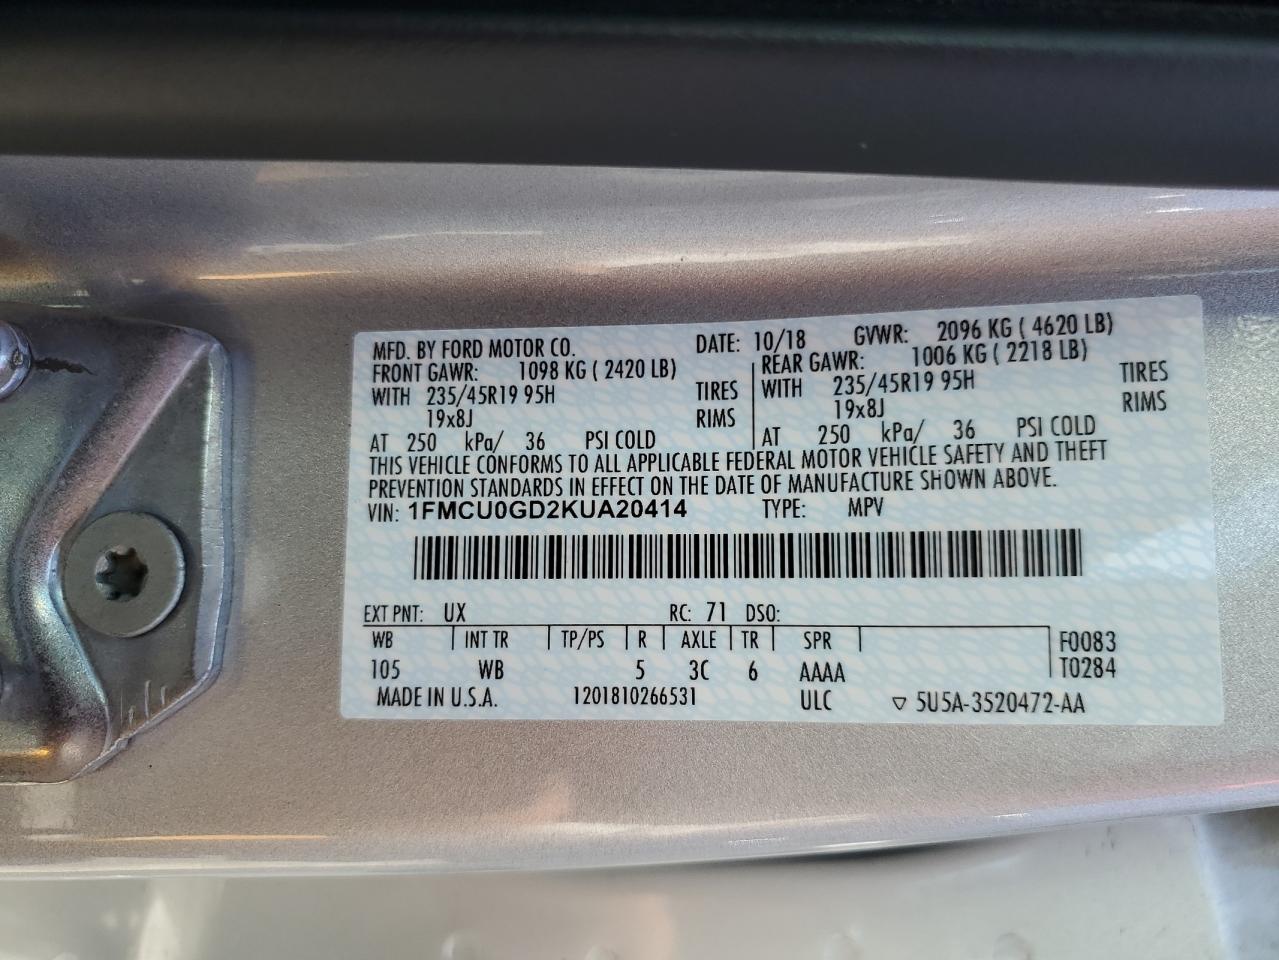 MFD. BY FORD MOTOR CO. DATE: 10/18 GVWR: 2096 KG ( 4620 LB)
FRONT GAWR: 1098 KG ( 2420 LB) REAR GAWR: 1006 KG ( 2218 LB)
WITH 235/45R19 95H TIRES WITH 235/45R19 95H TIRES
19x8J RIMS 19x8J RIMS
AT 250 kPa/ 36 PSI COLD AT 250 kPa/ 36 PSI COLD
THIS VEHICLE CONFORMS TO ALL APPLICABLE FEDERAL MOTOR VEHICLE SAFETY AND THEFT
PREVENTION STANDARDS IN EFFECT ON THE DATE OF MANUFACTURE SHOWN ABOVE.
VIN: 1FMCU0GD2KUA20414 TYPE: MPV
EXT PNT: UX RC: 71 DSO:
WB INT TR TP/PS R AXLE TR SPR F0083
105 WB 5 3C 6 AAAA T0284
MADE IN U.S.A. 1201810266531 ULC ▽ 5U5A-3520472-AA